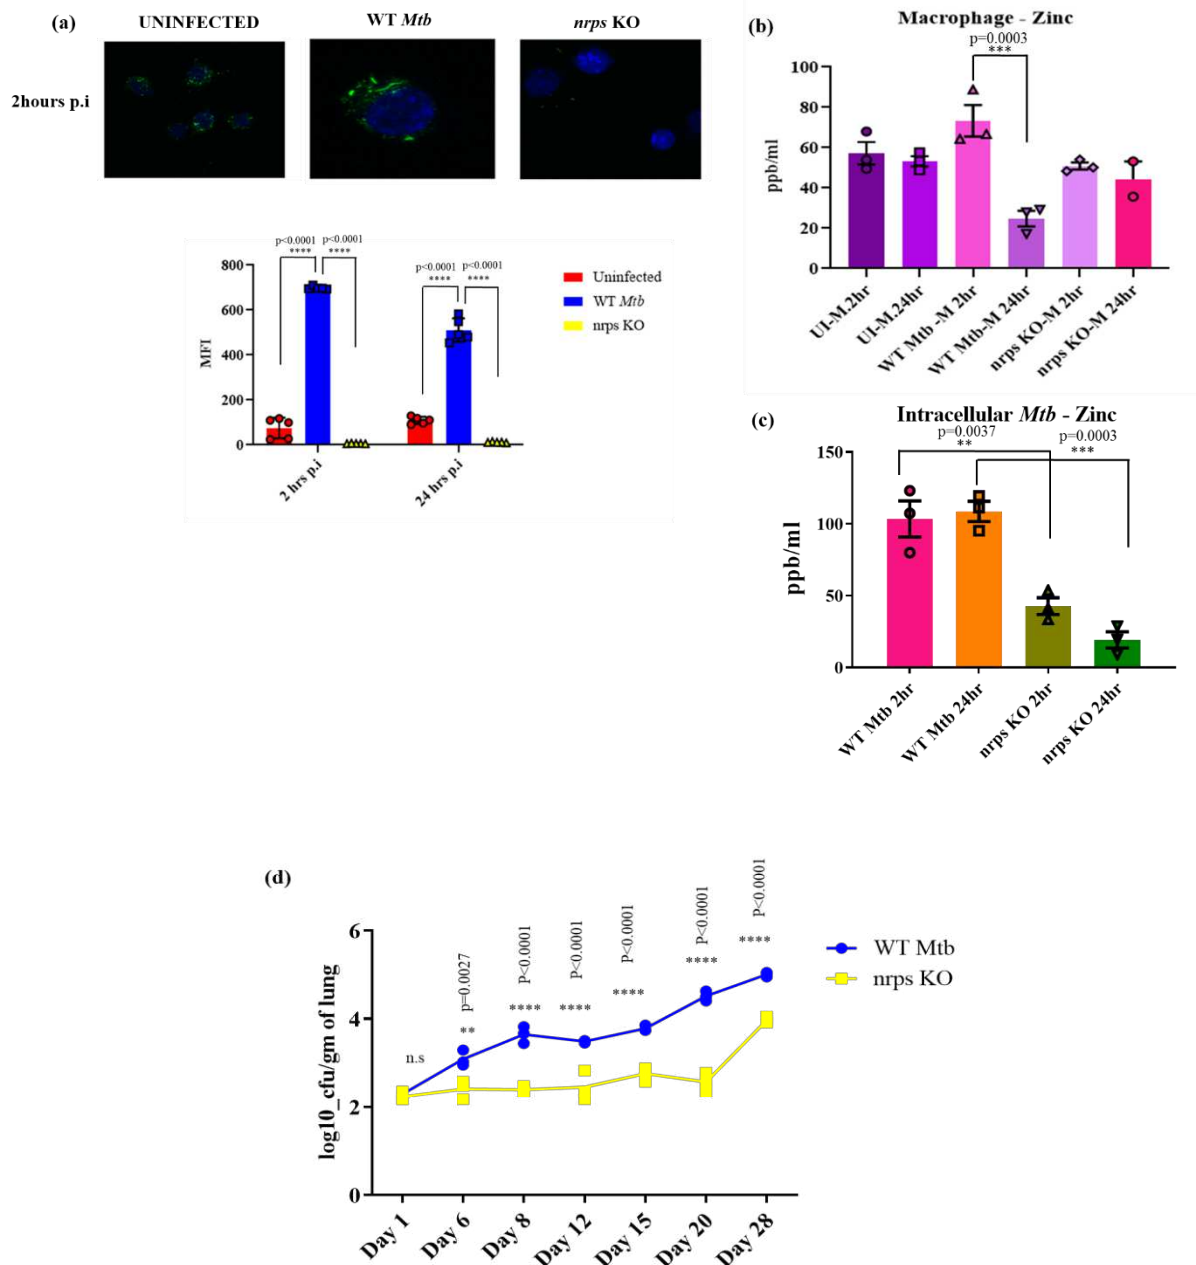 (a)
UNINFECTED
WT Mtb
nrps KO
2hours p.i
p<0.0001
****
p<0.0001
****
p<0.0001
****
p<0.0001
****
800
600
400
200
0
MFI
2 hrs p.i
24 hrs p.i
Uninfected
WT Mtb
nrps KO
(b)
Macrophage - Zinc
p=0.0003
***
100
80
60
40
20
0
ppb/ml
UI-M.2hr
UI-M.24hr
WT Mtb -M 2hr
WT Mtb-M 24hr
nrps KO-M 2hr
nrps KO-M 24hr
(c)
Intracellular Mtb - Zinc
p=0.0037
**
p=0.0003
***
150
100
50
0
ppb/ml
WT Mtb 2hr
WT Mtb 24hr
nrps KO 2hr
nrps KO 24hr
(d)
n.s
p=0.0027
**
P<0.0001
****
P<0.0001
****
P<0.0001
****
P<0.0001
****
P<0.0001
****
6
4
2
0
log10_cfu/gm of lung
Day 1
Day 6
Day 8
Day 12
Day 15
Day 20
Day 28
WT Mtb
nrps KO